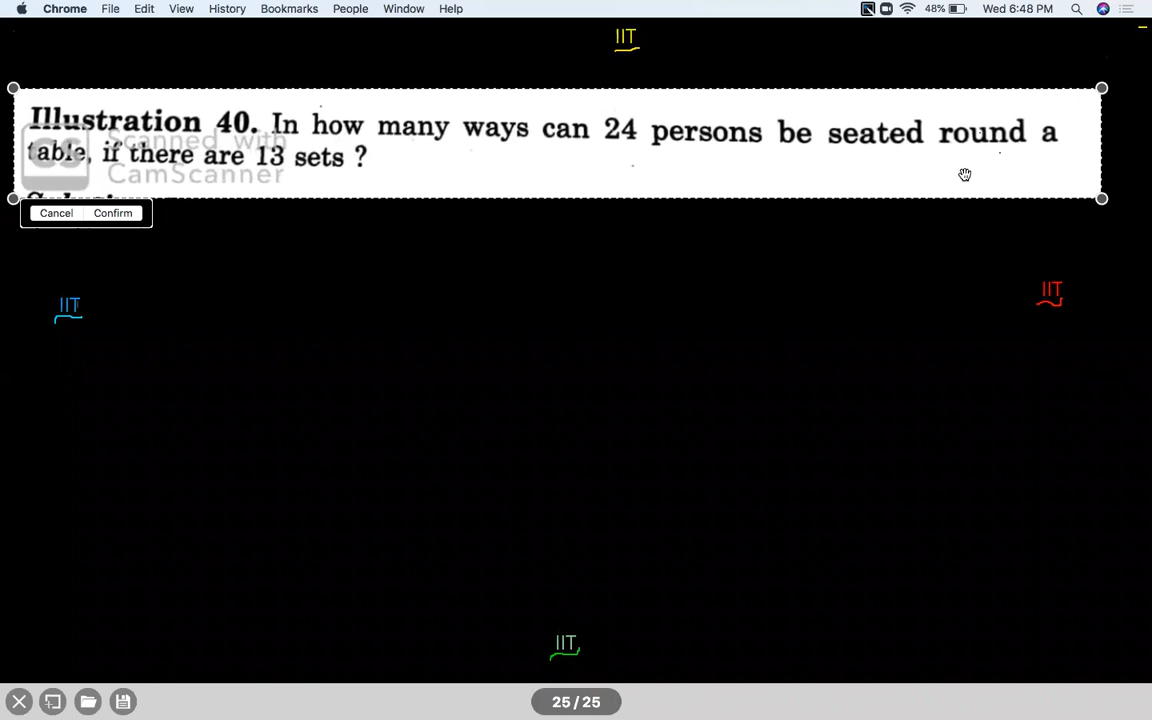 Chrome File Edit View History Bookmarks People Window Help 48% Wed 6:48 PM
IIT
Illustration 40. In how many ways can 24 persons be seated round a
table, if there are 13 sets ?
CS Scanned with
CamScanner
Cancel Confirm
IIT
IIT
IIT
25 / 25